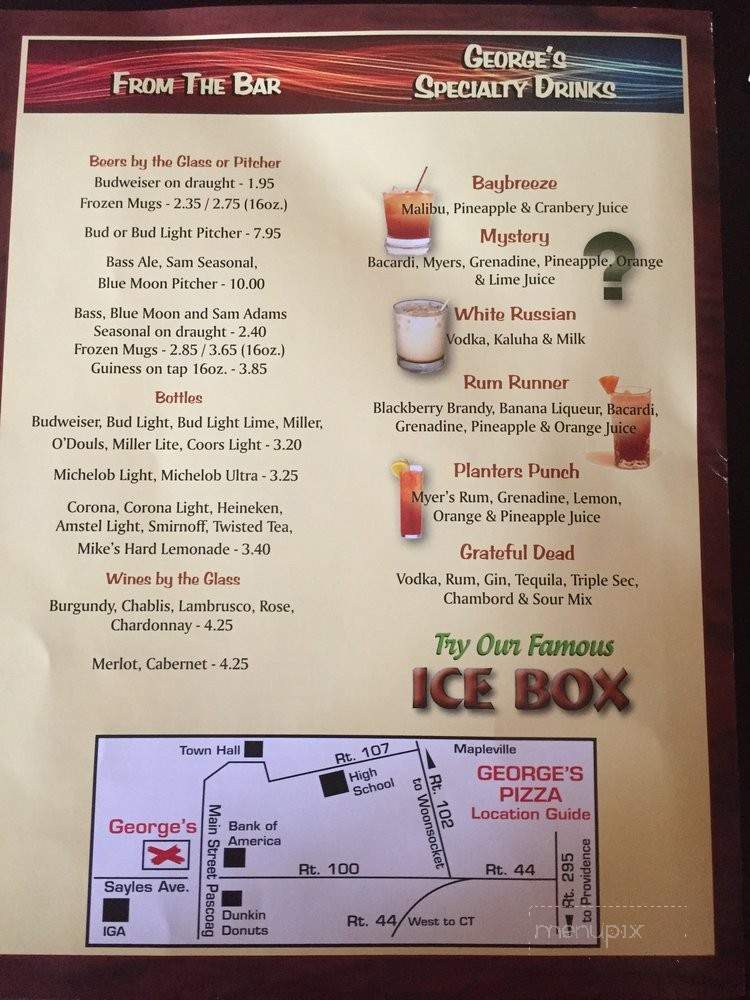 FROM THE BAR
Beers by the Glass or Pitcher
Budweiser on draught - 1.95
Frozen Mugs - 2.35 / 2.75 (16oz.)
Bud or Bud Light Pitcher - 7.95
Bass Ale, Sam Seasonal,
Blue Moon Pitcher - 10.00
Bass, Blue Moon and Sam Adams
Seasonal on draught - 2.40
Frozen Mugs - 2.85 / 3.65 (16oz.)
Guiness on tap 16oz. - 3.85
Bottles
Budweiser, Bud Light, Bud Light Lime, Miller,
O'Douls, Miller Lite, Coors Light - 3.20
Michelob Light, Michelob Ultra - 3.25
Corona, Corona Light, Heineken,
Amstel Light, Smirnoff, Twisted Tea,
Mike's Hard Lemonade - 3.40
Wines by the Glass
Burgundy, Chablis, Lambrusco, Rose,
Chardonnay - 4.25
Merlot, Cabernet - 4.25
GEORGE'S
SPECIALTY DRINKS
Baybreeze
Malibu, Pineapple & Cranbery Juice
Mystery
Bacardi, Myers, Grenadine, Pineapple, Orange
& Lime Juice
?
White Russian
Vodka, Kaluha & Milk
Rum Runner
Blackberry Brandy, Banana Liqueur, Bacardi,
Grenadine, Pineapple & Orange Juice
Planters Punch
Myer's Rum, Grenadine, Lemon,
Orange & Pineapple Juice
Grateful Dead
Vodka, Rum, Gin, Tequila, Triple Sec,
Chambord & Sour Mix
Try Our Famous
ICE BOX
Town Hall
Rt. 107
Mapleville
High
School
Rt. 102
to Woonsocket
GEORGE'S
PIZZA
Location Guide
George's
Main Street Pascoag
Bank of
America
Rt. 100
Rt. 44
Rt. 295
to Providence
Sayles Ave.
IGA
Dunkin
Donuts
Rt. 44
West to CT
menupix